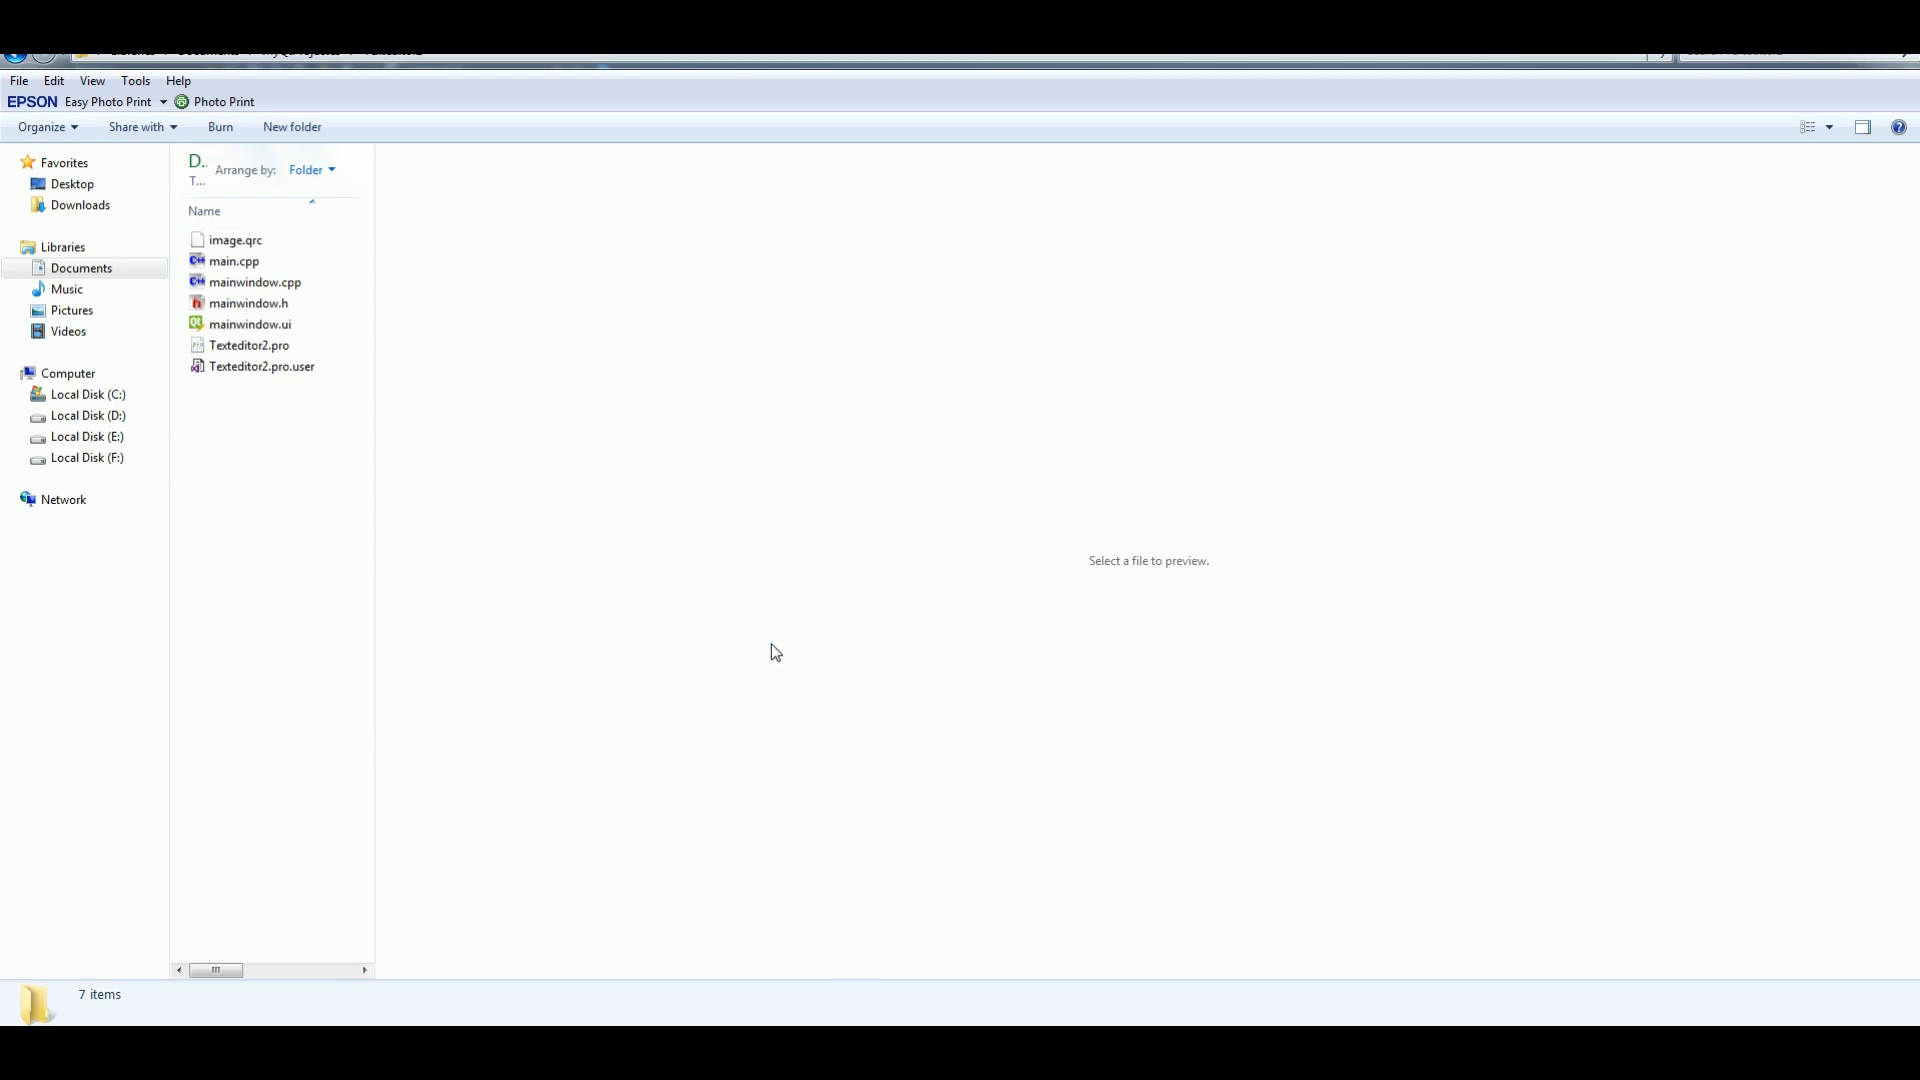 File Edit View Tools Help
EPSON Easy Photo Print Photo Print
Organize Share with Burn New folder
Favorites
Desktop
Downloads
Libraries
Documents
Music
Pictures
Videos
Computer
Local Disk (C:)
Local Disk (D:)
Local Disk (E:)
Local Disk (F:)
Network
D..
T...
Arrange by: Folder
Name
image.qrc
main.cpp
mainwindow.cpp
mainwindow.h
mainwindow.ui
Texteditor2.pro
Texteditor2.pro.user
Select a file to preview.
7 items